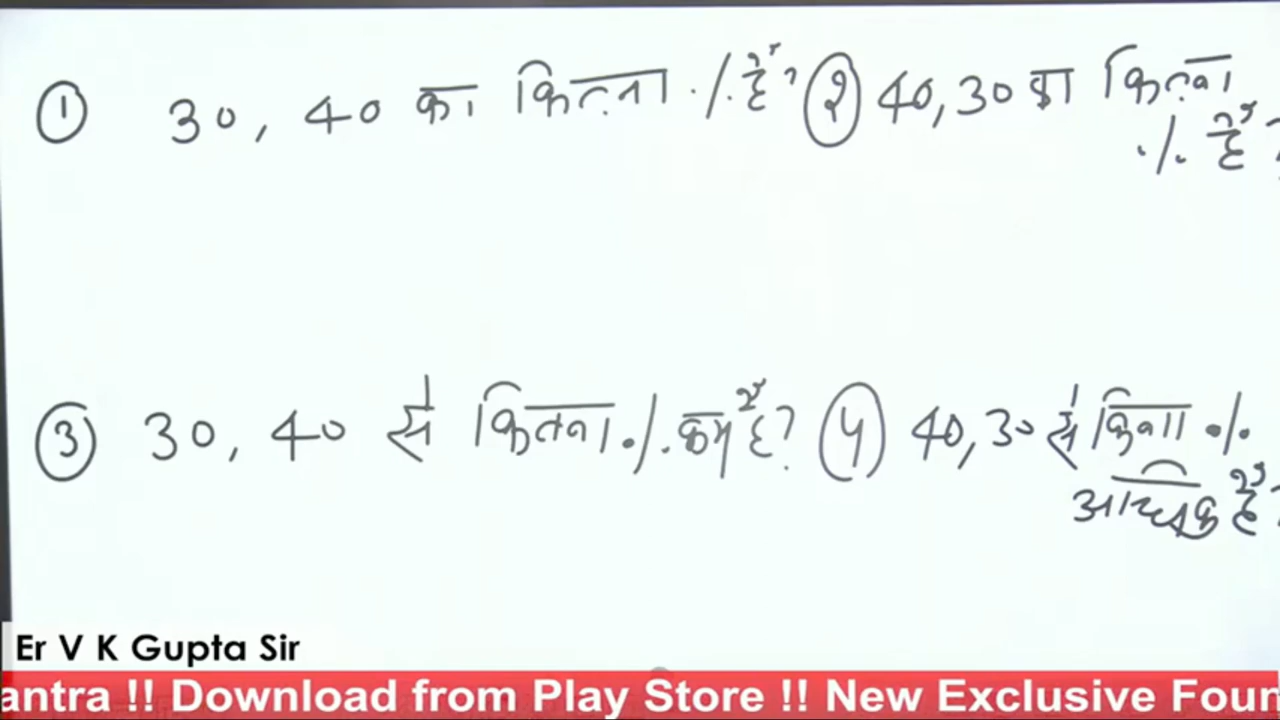 ① 30, 40 का कितना % है?
② 40, 30 का कितना
% है?
③ 30, 40 से कितना % कम है?
④ 40, 30 से कितना %
अधिक है?
Er V K Gupta Sir
antra !! Download from Play Store !! New Exclusive Foun